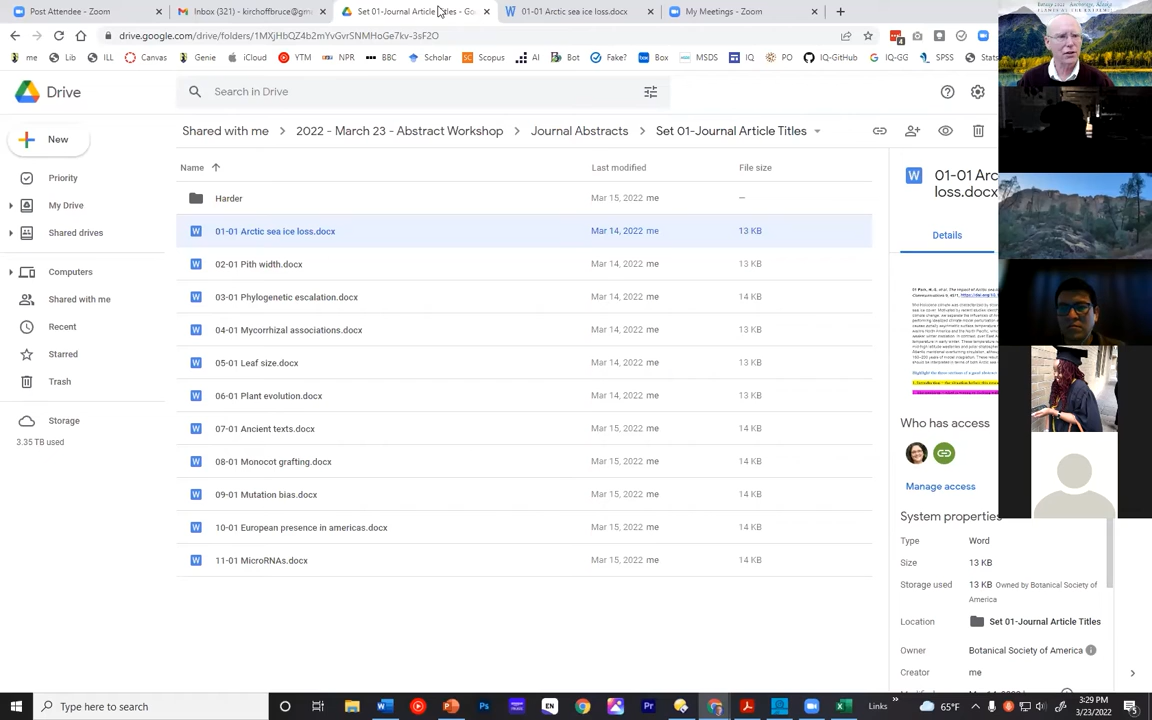 Post Attendee - Zoom
Inbox (321) - kirchoffbruce@gm
Set 01-Journal Article Titles - Go
01-01 Arctic sea ice loss.docx
My Meetings - Zoom
drive.google.com/drive/folders/1MXjHbQZ4b2mYvGvrSNMHoGe7kv-3sF2O
me
Lib
ILL
Canvas
Genie
iCloud
YTM
NPR
BBC
Scholar
Scopus
AI
Bot
Fake?
Box
MSDS
IQ
PO
IQ-GitHub
IQ-GG
SPSS
Stats
Drive
Search in Drive
New
Shared with me
2022 - March 23 - Abstract Workshop
Journal Abstracts
Set 01-Journal Article Titles
Name
Last modified
File size
Priority
My Drive
Shared drives
Computers
Shared with me
Recent
Starred
Trash
Storage
3.35 TB used
Harder Mar 15, 2022 me –
01-01 Arctic sea ice loss.docx Mar 14, 2022 me 13 KB
02-01 Pith width.docx Mar 14, 2022 me 13 KB
03-01 Phylogenetic escalation.docx Mar 15, 2022 me 14 KB
04-01 Mycorrhizal associations.docx Mar 14, 2022 me 13 KB
05-01 Leaf size.docx Mar 14, 2022 me 13 KB
06-01 Plant evolution.docx Mar 14, 2022 me 13 KB
07-01 Ancient texts.docx Mar 15, 2022 me 14 KB
08-01 Monocot grafting.docx Mar 15, 2022 me 14 KB
09-01 Mutation bias.docx Mar 15, 2022 me 14 KB
10-01 European presence in americas.docx Mar 15, 2022 me 14 KB
11-01 MicroRNAs.docx Mar 15, 2022 me 14 KB
01-01 Arc
loss.docx
Details
Who has access
Manage access
System properties
Type Word
Size 13 KB
Storage used 13 KB Owned by Botanical Society of
America
Location Set 01-Journal Article Titles
Owner Botanical Society of America
Creator me
Type here to search
Links
65°F
3:29 PM
3/23/2022